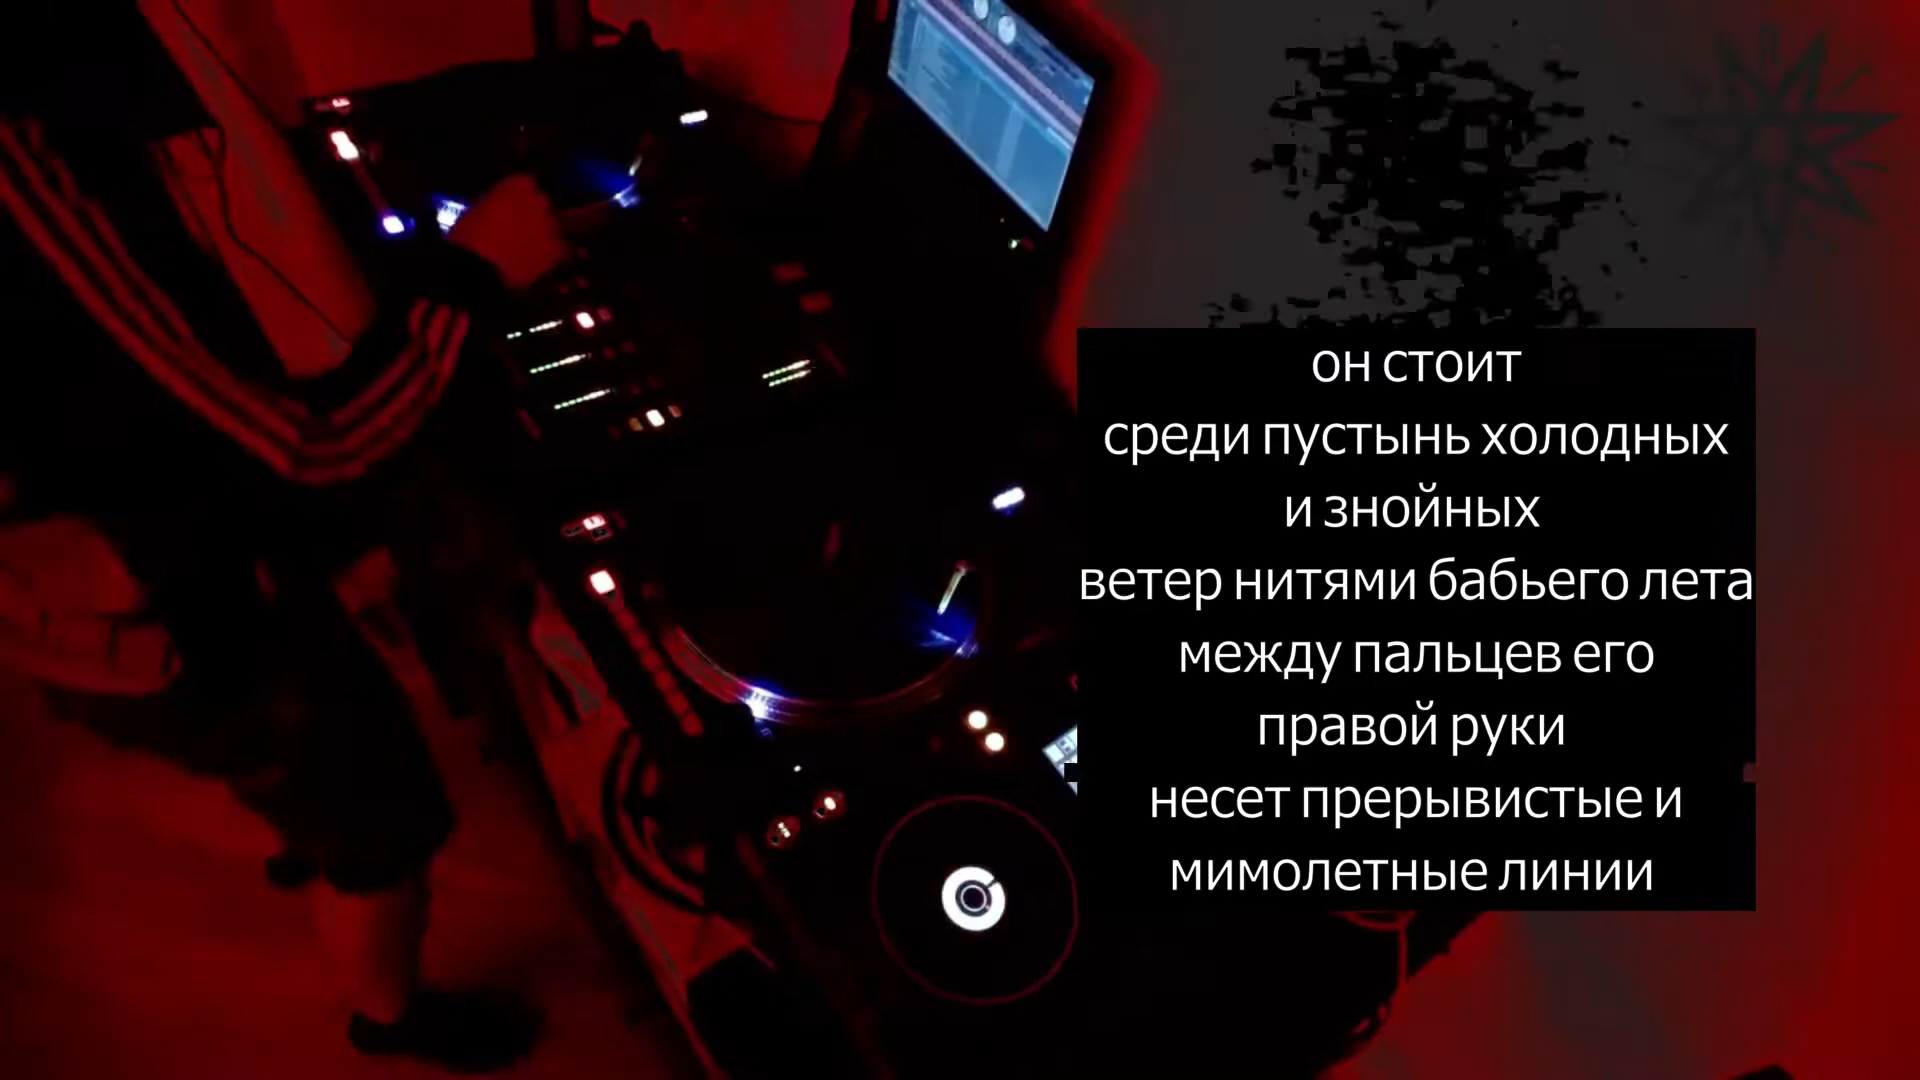 он стоит
среди пустынь холодных
и знойных
ветер нитями бабьего лета
между пальцев его
правой руки
несет прерывистые и
мимолетные линии